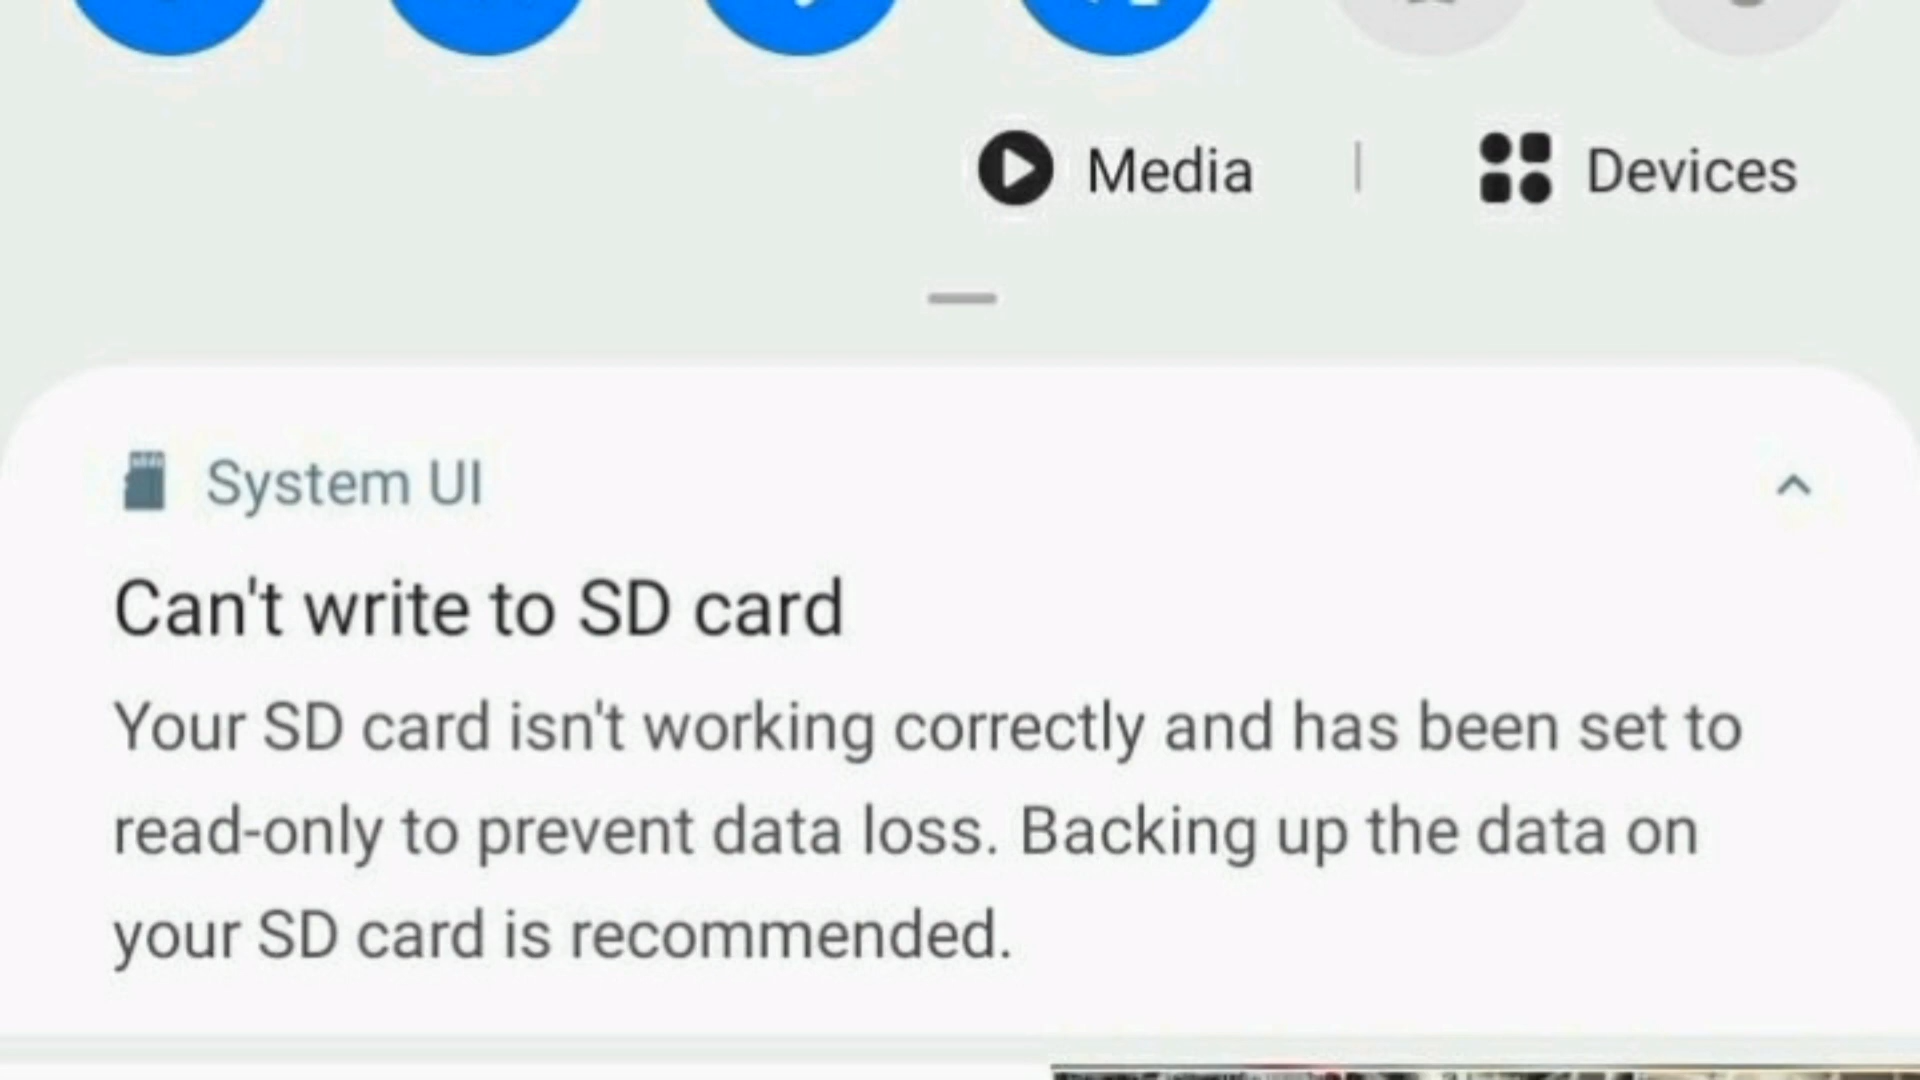 Media | Devices
System UI
Can't write to SD card
Your SD card isn't working correctly and has been set to
read-only to prevent data loss. Backing up the data on
your SD card is recommended.